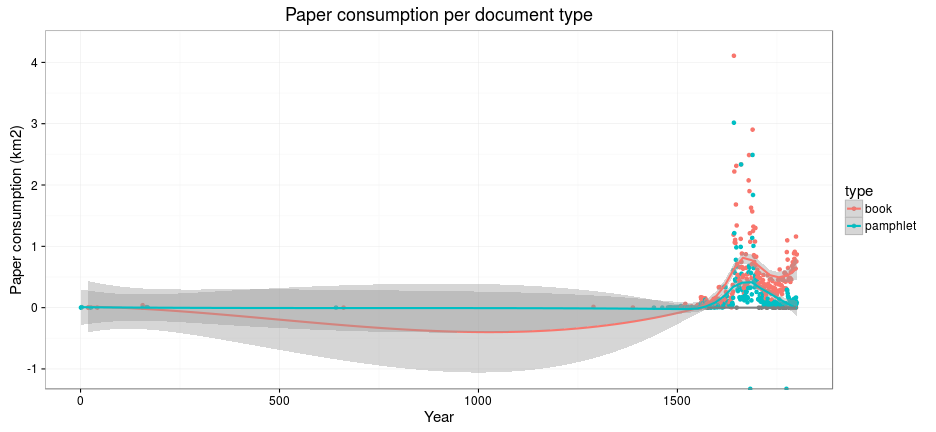 Paper consumption per document type
Paper consumption (km2)
4
3
2
1
0
-1
0
500
1000
1500
Year
type
book
pamphlet